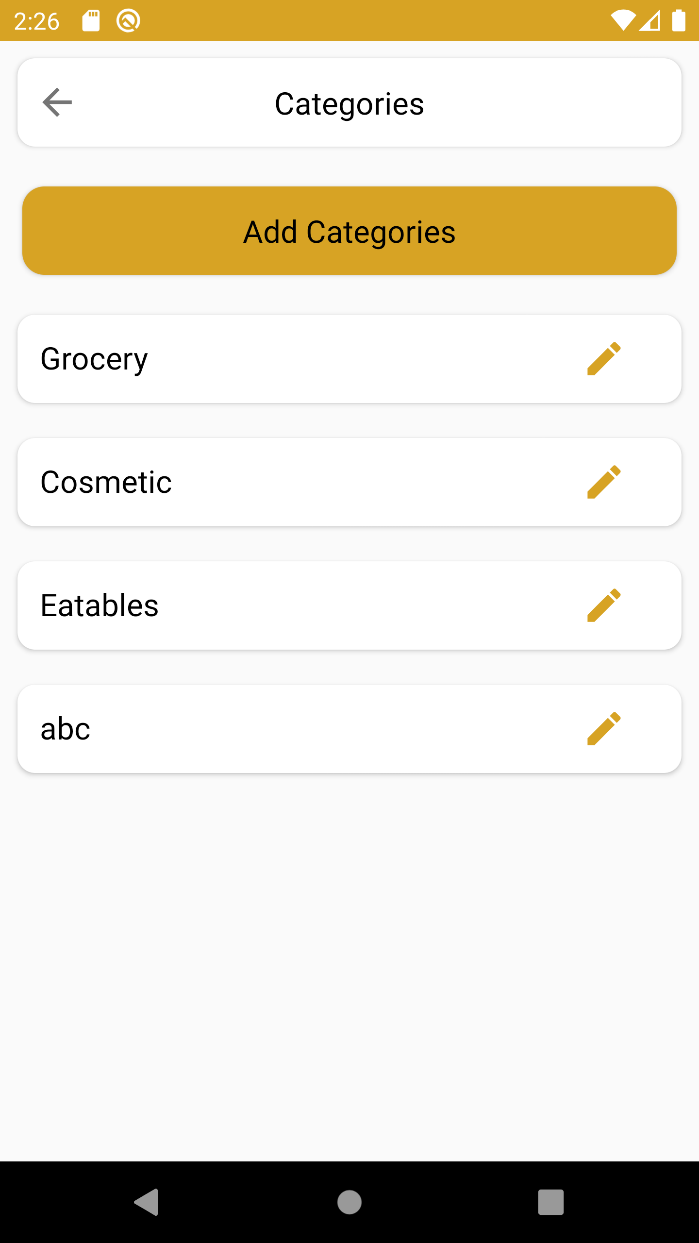 2:26
Categories
Add Categories
Grocery
Cosmetic
Eatables
abc